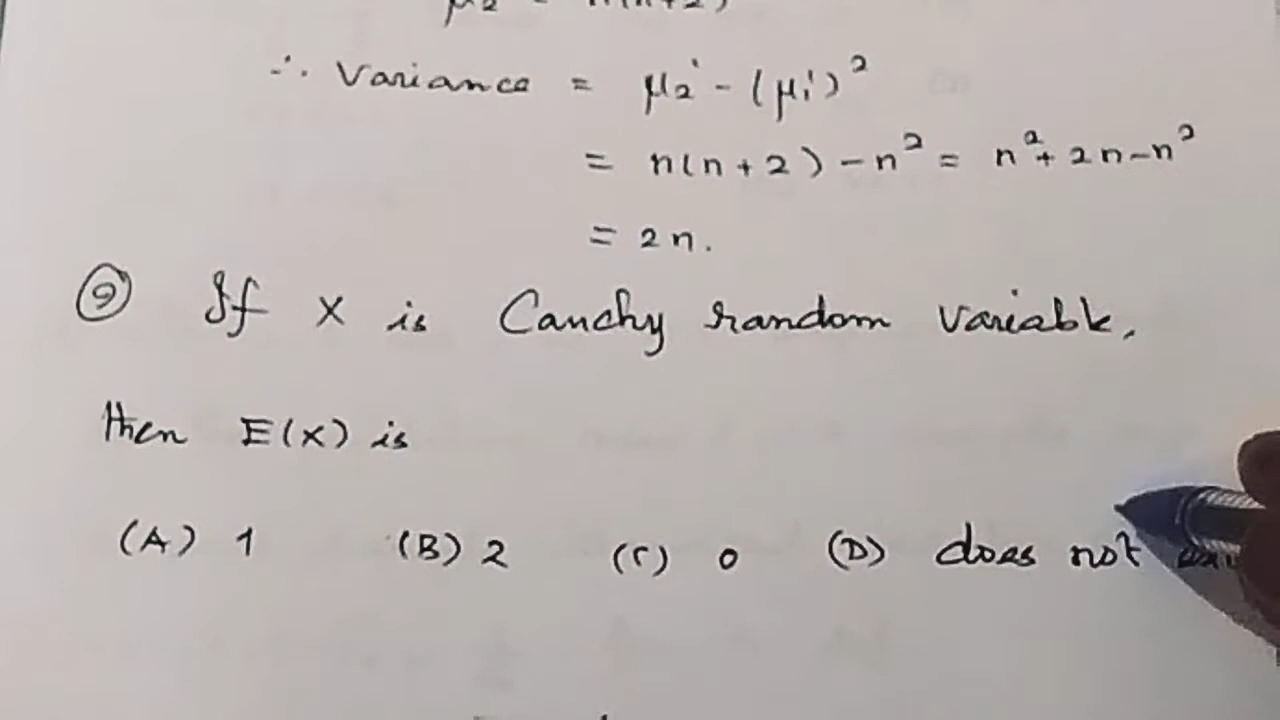 ∴ Variance = μ₂' - (μ₁')²
= n(n+2) - n² = n² + 2n - n²
= 2n.
⑨ If X is Cauchy random variable,
then E(X) is
(A) 1 (B) 2 (C) 0 (D) does not